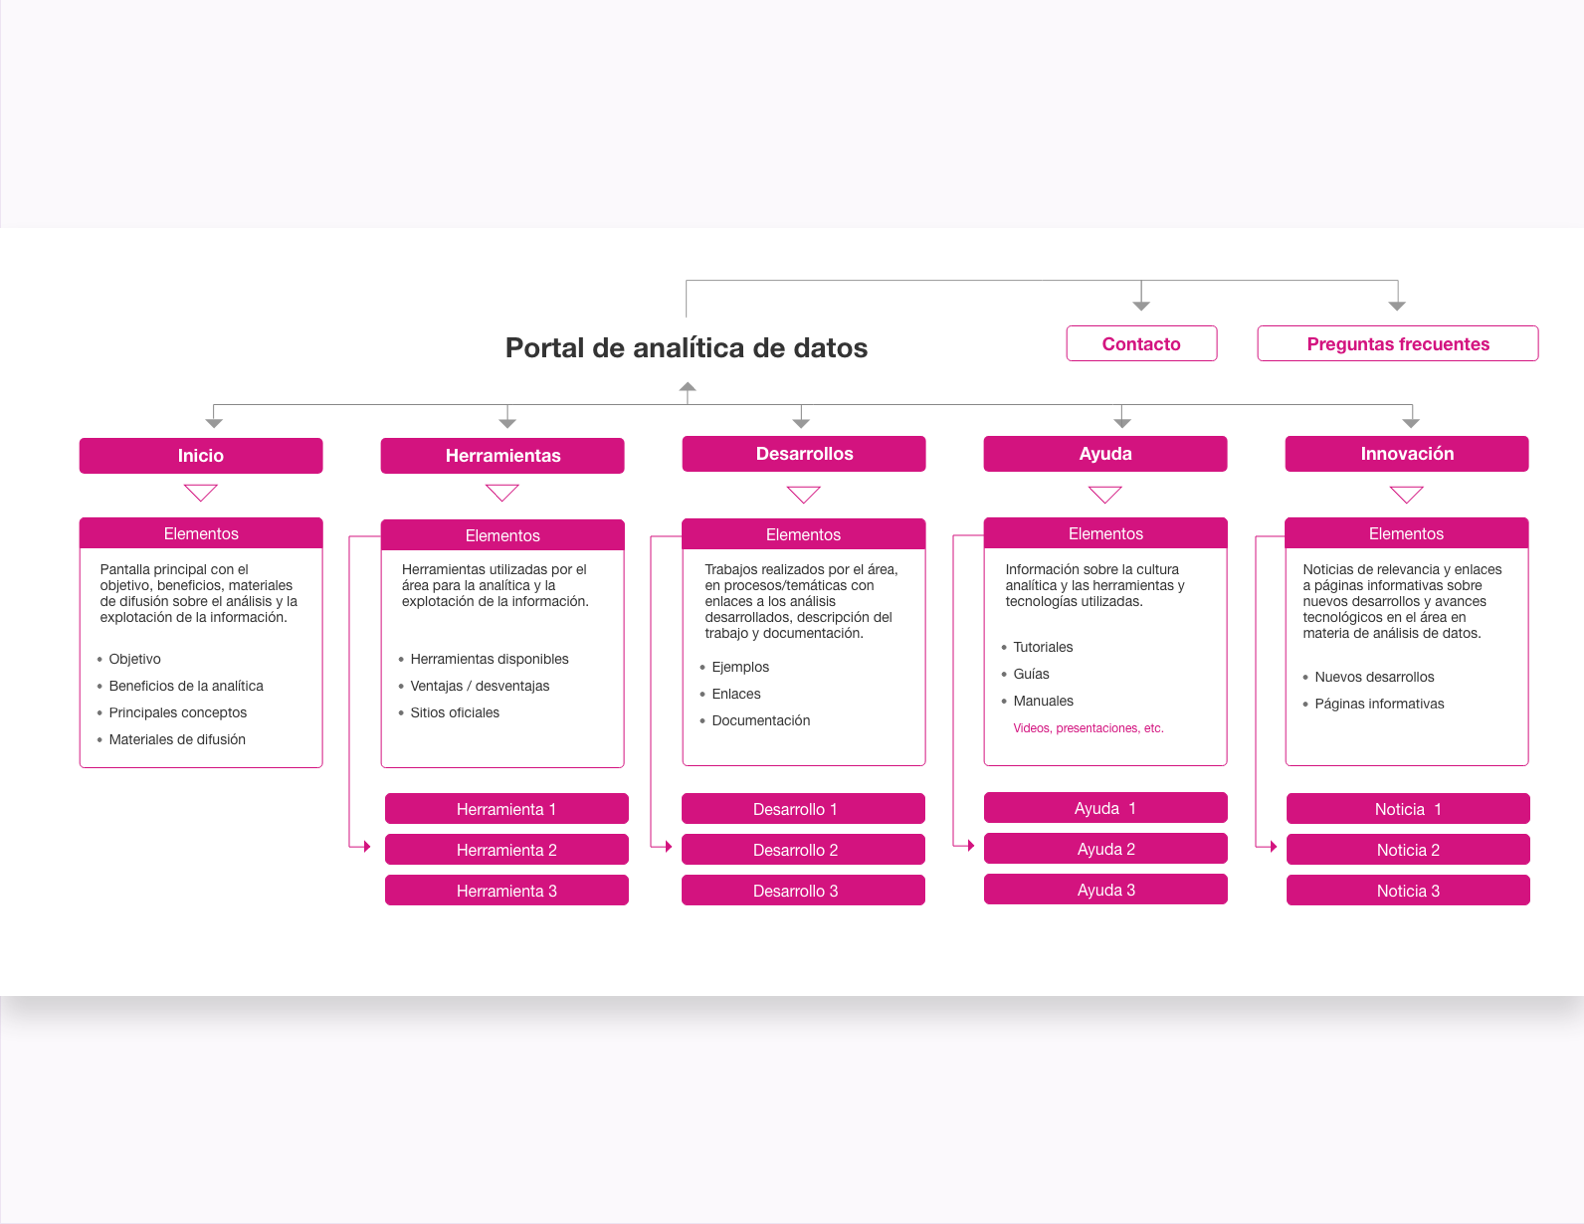 Portal de analítica de datos
Contacto
Preguntas frecuentes
Inicio
Elementos
Pantalla principal con el
objetivo, beneficios, materiales
de difusión sobre el análisis y la
explotación de la información.
• Objetivo
• Beneficios de la analítica
• Principales conceptos
• Materiales de difusión
Herramientas
Elementos
Herramientas utilizadas por el
área para la analítica y la
explotación de la información.
• Herramientas disponibles
• Ventajas / desventajas
• Sitios oficiales
Herramienta 1
Herramienta 2
Herramienta 3
Desarrollos
Elementos
Trabajos realizados por el área,
en procesos/temáticas con
enlaces a los análisis
desarrollados, descripción del
trabajo y documentación.
• Ejemplos
• Enlaces
• Documentación
Desarrollo 1
Desarrollo 2
Desarrollo 3
Ayuda
Elementos
Información sobre la cultura
analítica y las herramientas y
tecnologías utilizadas.
• Tutoriales
• Guías
• Manuales
Videos, presentaciones, etc.
Ayuda 1
Ayuda 2
Ayuda 3
Innovación
Elementos
Noticias de relevancia y enlaces
a páginas informativas sobre
nuevos desarrollos y avances
tecnológicos en el área en
materia de análisis de datos.
• Nuevos desarrollos
• Páginas informativas
Noticia 1
Noticia 2
Noticia 3